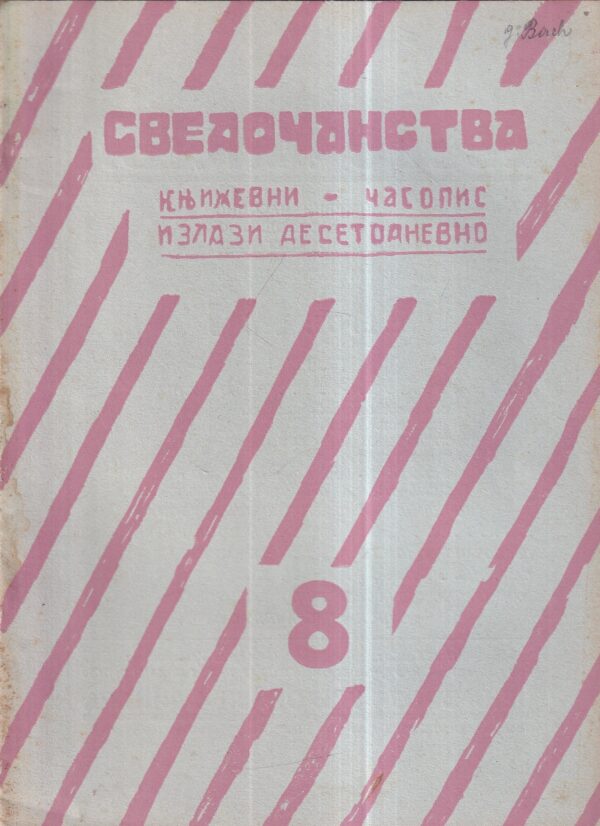 СВЕДОЧАНСТВА
КЊИЖЕВНИ - ЧАСОПИС
ИЗЛАЗИ ДЕСЕТОДНЕВНО
8